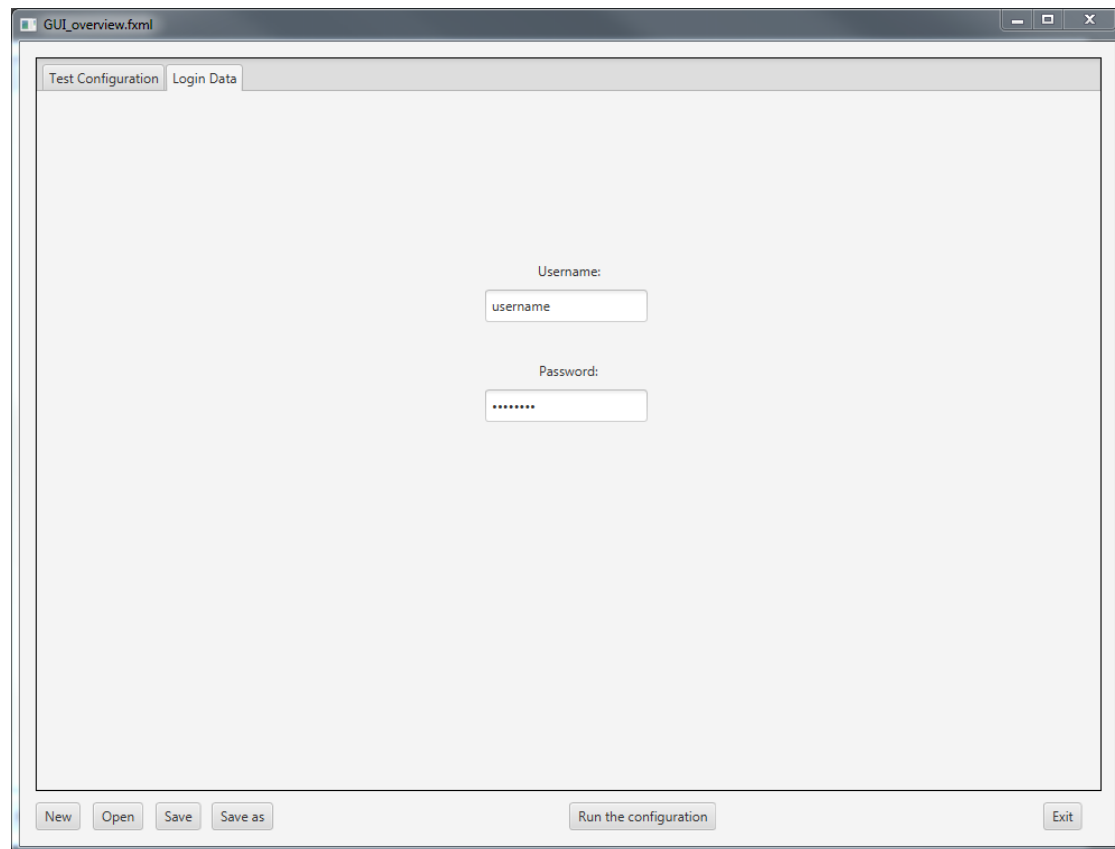 GUI_overview.fxml
Test Configuration Login Data
Username:
username
Password:
••••••••
New Open Save Save as Run the configuration Exit